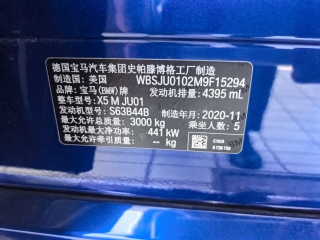 德国宝马汽车集团史帕滕博格工厂制造
制造国：美国 WBSJU0102M9F15294
品牌：宝马(BMW)牌 发动机排量：4395 mL
整车型号：X5 M JU01
发动机型号：S63B44B
最大允许总质量：3000 kg 制造年月：2020-11
发动机最大净功率：441 kW 乘坐人数：5
最大允许牵引质量：-- kg